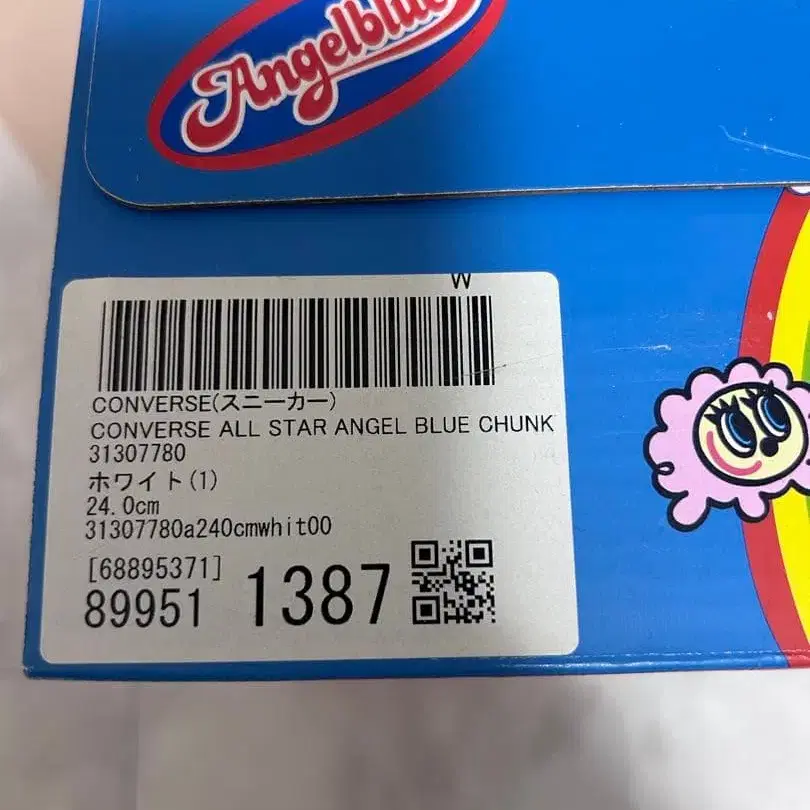 Angelblue
W
CONVERSE(スニーカー)
CONVERSE ALL STAR ANGEL BLUE CHUNK
31307780
ホワイト(1)
24.0cm
31307780a240cmwhit00
[68895371]
89951 1387